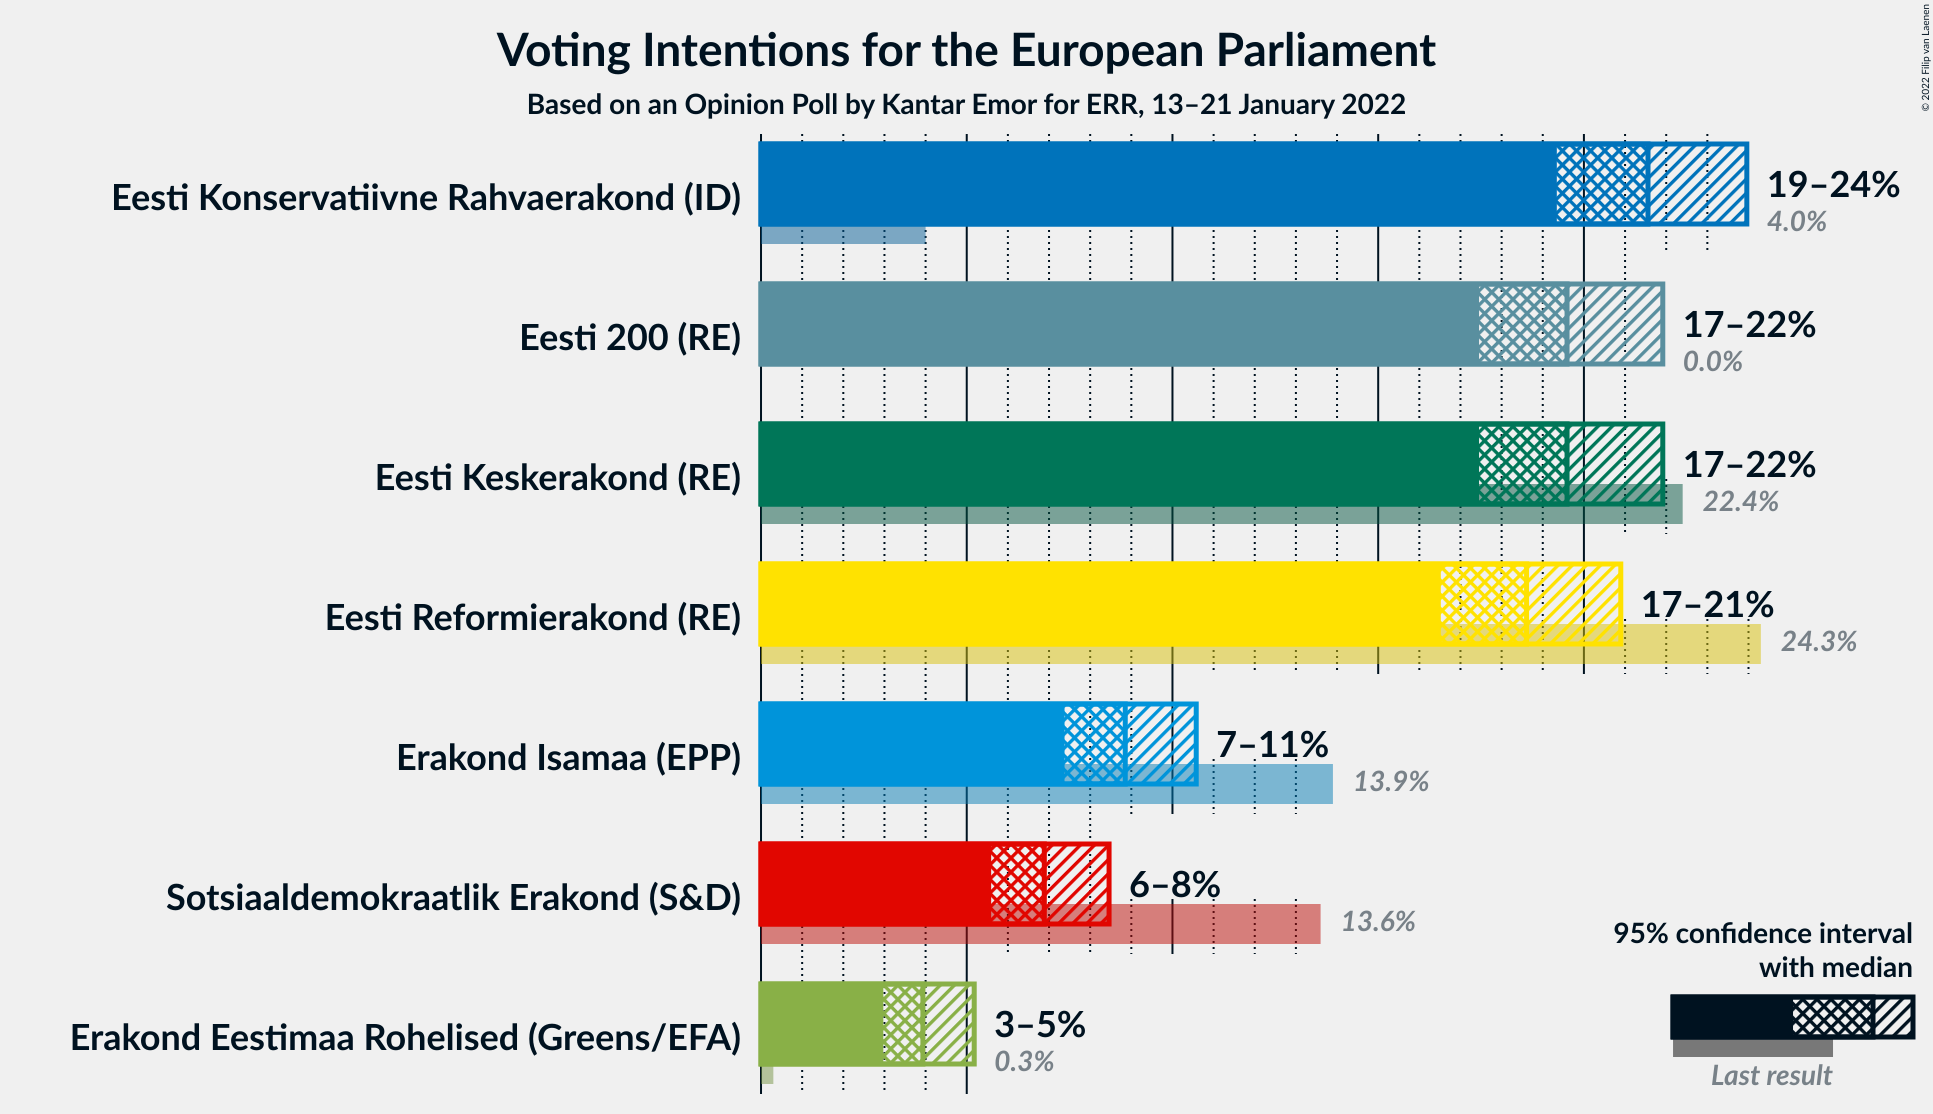 Voting Intentions for the European Parliament
Based on an Opinion Poll by Kantar Emor for ERR, 13–21 January 2022
© 2022 Filip van Laenen
Eesti Konservatiivne Rahvaerakond (ID)
19–24%
4.0%
Eesti 200 (RE)
17–22%
0.0%
Eesti Keskerakond (RE)
17–22%
22.4%
Eesti Reformierakond (RE)
17–21%
24.3%
Erakond Isamaa (EPP)
7–11%
13.9%
Sotsiaaldemokraatlik Erakond (S&D)
6–8%
13.6%
Erakond Eestimaa Rohelised (Greens/EFA)
3–5%
0.3%
95% confidence interval
with median
Last result